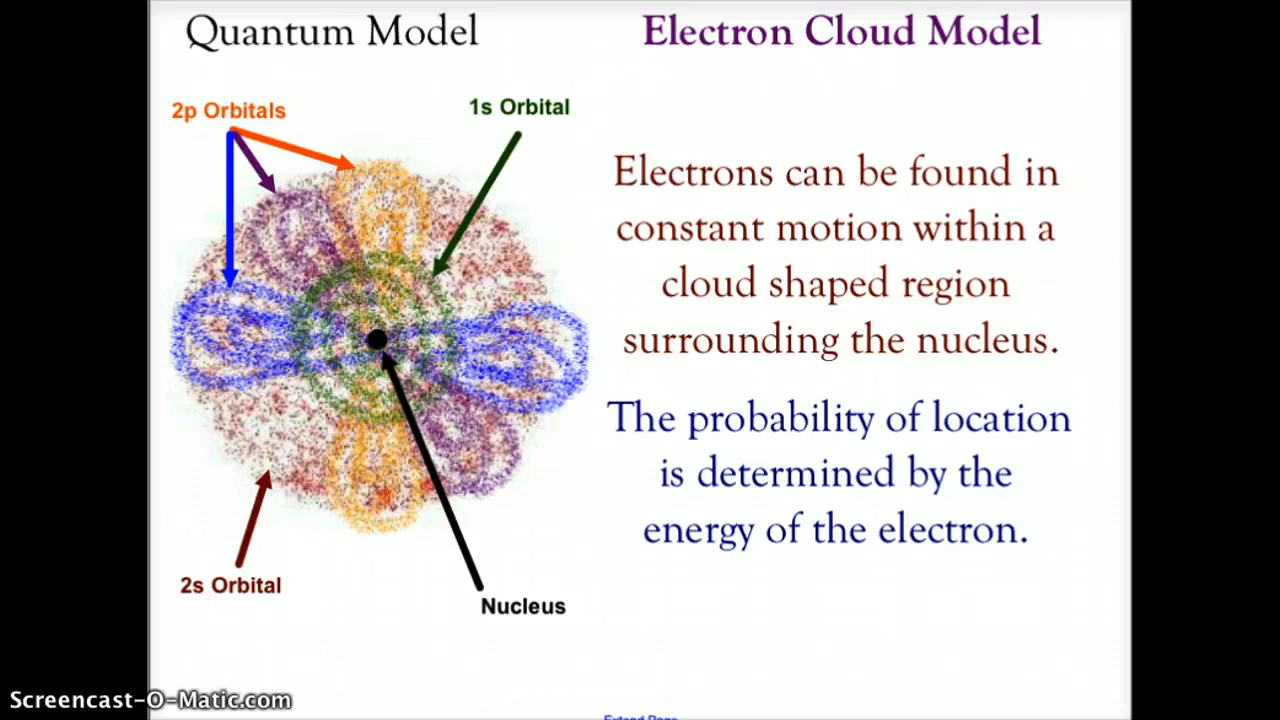 Quantum Model
Electron Cloud Model
2p Orbitals
1s Orbital
Electrons can be found in
constant motion within a
cloud shaped region
surrounding the nucleus.
The probability of location
is determined by the
energy of the electron.
2s Orbital
Nucleus
Screencast-O-Matic.com
Extend Page